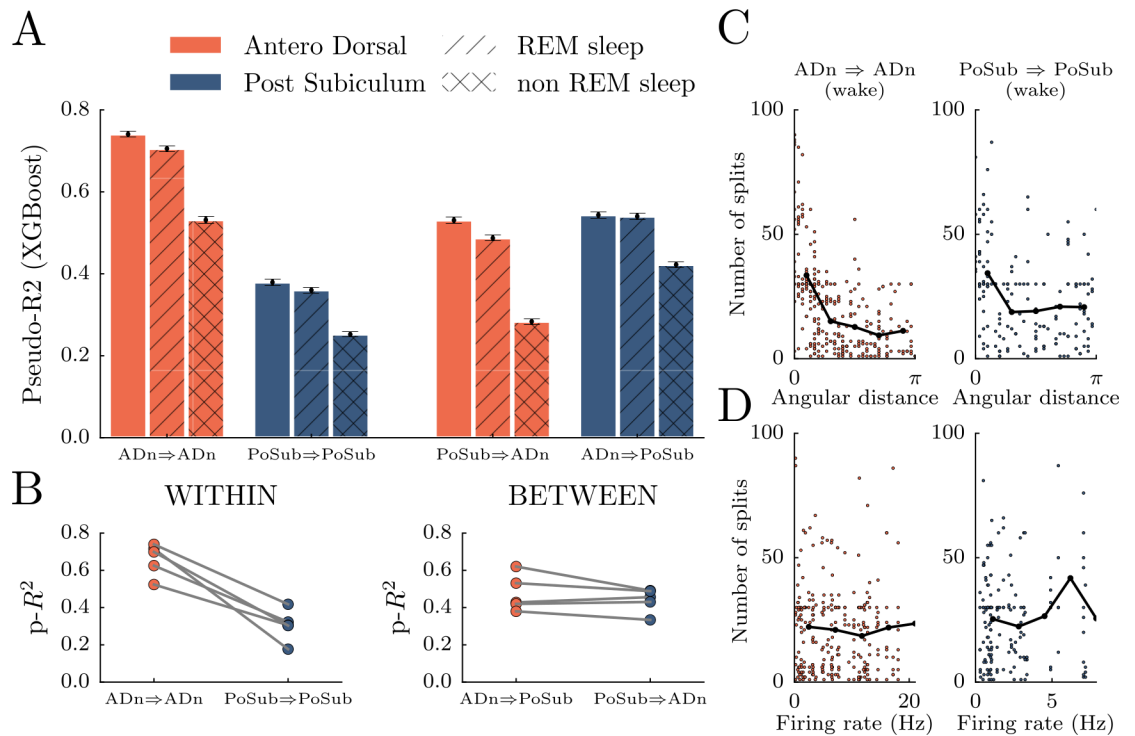 A
Antero Dorsal
REM sleep
Post Subiculum
non REM sleep
Pseudo-R2 (XGBoost)
0.8
0.6
0.4
0.2
0.0
ADn⇒ADn
PoSub⇒PoSub
PoSub⇒ADn
ADn⇒PoSub
B
WITHIN
p-R²
0.8
0.6
0.4
0.2
0.0
ADn⇒ADn
PoSub⇒PoSub
BETWEEN
p-R²
0.8
0.6
0.4
0.2
0.0
ADn⇒PoSub
PoSub⇒ADn
C
ADn ⇒ ADn
(wake)
Number of splits
100
50
0
0
π
Angular distance
PoSub ⇒ PoSub
(wake)
100
50
0
0
π
Angular distance
D
Number of splits
100
50
0
0
20
Firing rate (Hz)
100
50
0
5
Firing rate (Hz)